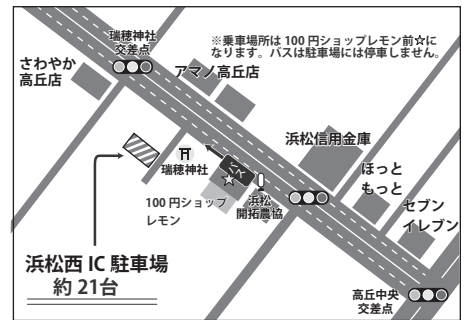 瑞穂神社
交差点
※乗車場所は100円ショップレモン前☆に
なります。バスは駐車場には停車しません。
さわやか
高丘店
アマノ高丘店
浜松信用金庫
バス
瑞穂神社
ほっと
もっと
100円ショップ
レモン
浜松
開拓農協
セブン
イレブン
浜松西IC駐車場
約21台
高丘中央
交差点